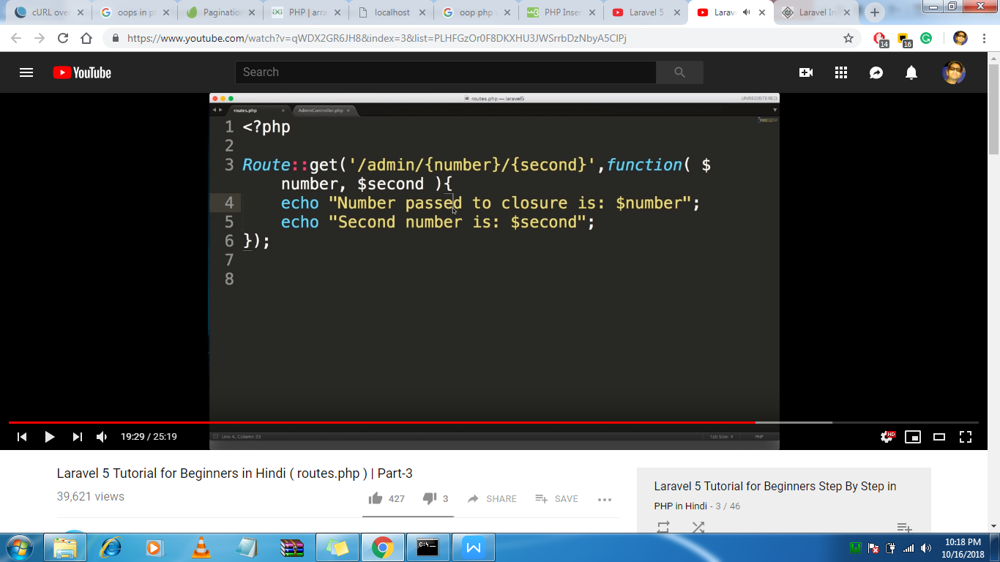 cURL over
oops in p
Pagination
PHP | arra
localhost
oop php
PHP Inser
Laravel 5
Larav
Laravel In
https://www.youtube.com/watch?v=qWDX2GR6JH8&index=3&list=PLHFGzOr0F8DKXHU3JWSrrbDzNbyA5ClPj
14
16
YouTube
Search
routes.php — laravel5
UNREGISTERED
routes.php
AdminController.php
1 <?php
2
3 Route::get('/admin/{number}/{second}',function( $
number, $second ){
4 echo "Number passed to closure is: $number";
5 echo "Second number is: $second";
6 });
7
8
Line 4, Column 23
Tab Size: 4
PHP
19:29 / 25:19
HD
Laravel 5 Tutorial for Beginners in Hindi ( routes.php ) | Part-3
39,621 views
427
3
SHARE
SAVE
Laravel 5 Tutorial for Beginners Step By Step in
PHP in Hindi - 3 / 46
10:18 PM
10/16/2018